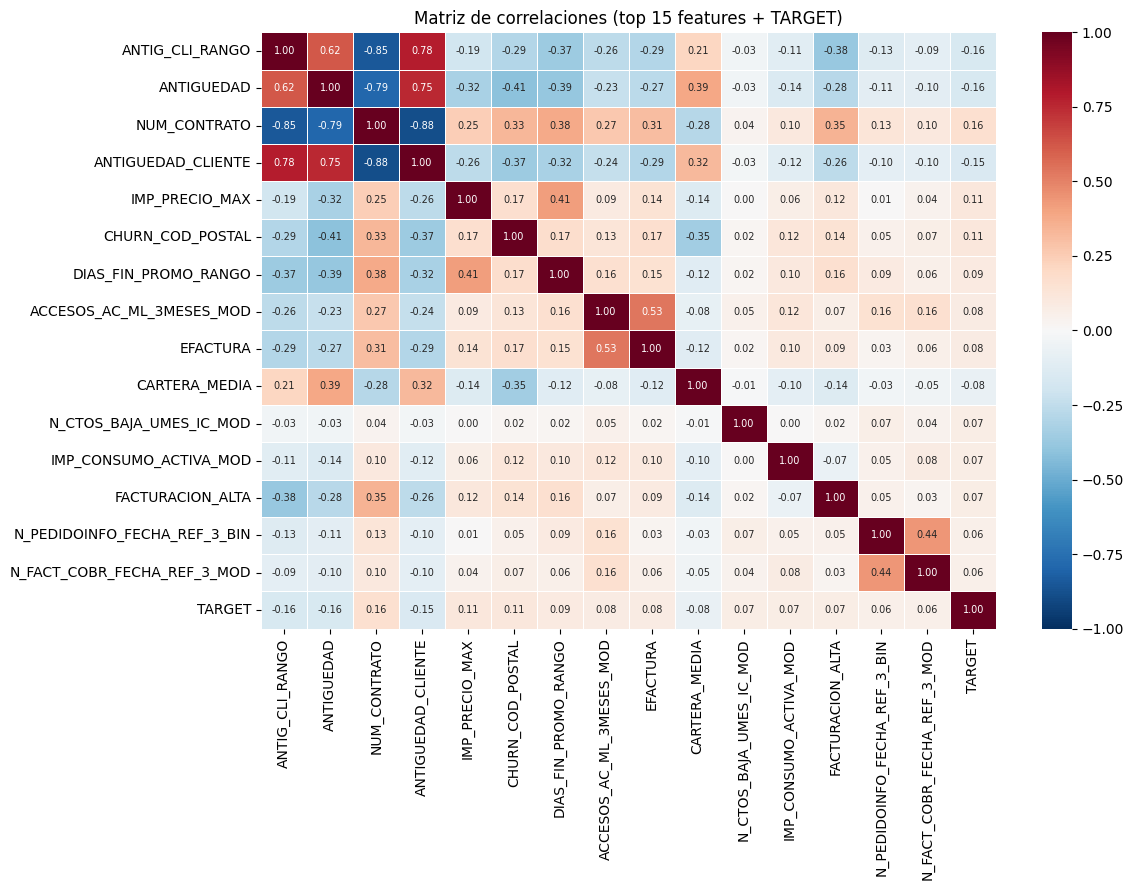 Matriz de correlaciones (top 15 features + TARGET)
ANTIG_CLI_RANGO 1.00 0.62 -0.85 0.78 -0.19 -0.29 -0.37 -0.26 -0.29 0.21 -0.03 -0.11 -0.38 -0.13 -0.09 -0.16
ANTIGUEDAD 0.62 1.00 -0.79 0.75 -0.32 -0.41 -0.39 -0.23 -0.27 0.39 -0.03 -0.14 -0.28 -0.11 -0.10 -0.16
NUM_CONTRATO -0.85 -0.79 1.00 -0.88 0.25 0.33 0.38 0.27 0.31 -0.28 0.04 0.10 0.35 0.13 0.10 0.16
ANTIGUEDAD_CLIENTE 0.78 0.75 -0.88 1.00 -0.26 -0.37 -0.32 -0.24 -0.29 0.32 -0.03 -0.12 -0.26 -0.10 -0.10 -0.15
IMP_PRECIO_MAX -0.19 -0.32 0.25 -0.26 1.00 0.17 0.41 0.09 0.14 -0.14 0.00 0.06 0.12 0.01 0.04 0.11
CHURN_COD_POSTAL -0.29 -0.41 0.33 -0.37 0.17 1.00 0.17 0.13 0.17 -0.35 0.02 0.12 0.14 0.05 0.07 0.11
DIAS_FIN_PROMO_RANGO -0.37 -0.39 0.38 -0.32 0.41 0.17 1.00 0.16 0.15 -0.12 0.02 0.10 0.16 0.09 0.06 0.09
ACCESOS_AC_ML_3MESES_MOD -0.26 -0.23 0.27 -0.24 0.09 0.13 0.16 1.00 0.53 -0.08 0.05 0.12 0.07 0.16 0.16 0.08
EFACTURA -0.29 -0.27 0.31 -0.29 0.14 0.17 0.15 0.53 1.00 -0.12 0.02 0.10 0.09 0.03 0.06 0.08
CARTERA_MEDIA 0.21 0.39 -0.28 0.32 -0.14 -0.35 -0.12 -0.08 -0.12 1.00 -0.01 -0.10 -0.14 -0.03 -0.05 -0.08
N_CTOS_BAJA_UMES_IC_MOD -0.03 -0.03 0.04 -0.03 0.00 0.02 0.02 0.05 0.02 -0.01 1.00 0.00 0.02 0.07 0.04 0.07
IMP_CONSUMO_ACTIVA_MOD -0.11 -0.14 0.10 -0.12 0.06 0.12 0.10 0.12 0.10 -0.10 0.00 1.00 -0.07 0.05 0.08 0.07
FACTURACION_ALTA -0.38 -0.28 0.35 -0.26 0.12 0.14 0.16 0.07 0.09 -0.14 0.02 -0.07 1.00 0.05 0.03 0.07
N_PEDIDOINFO_FECHA_REF_3_BIN -0.13 -0.11 0.13 -0.10 0.01 0.05 0.09 0.16 0.03 -0.03 0.07 0.05 0.05 1.00 0.44 0.06
N_FACT_COBR_FECHA_REF_3_MOD -0.09 -0.10 0.10 -0.10 0.04 0.07 0.06 0.16 0.06 -0.05 0.04 0.08 0.03 0.44 1.00 0.06
TARGET -0.16 -0.16 0.16 -0.15 0.11 0.11 0.09 0.08 0.08 -0.08 0.07 0.07 0.07 0.06 0.06 1.00
ANTIG_CLI_RANGO
ANTIGUEDAD
NUM_CONTRATO
ANTIGUEDAD_CLIENTE
IMP_PRECIO_MAX
CHURN_COD_POSTAL
DIAS_FIN_PROMO_RANGO
ACCESOS_AC_ML_3MESES_MOD
EFACTURA
CARTERA_MEDIA
N_CTOS_BAJA_UMES_IC_MOD
IMP_CONSUMO_ACTIVA_MOD
FACTURACION_ALTA
N_PEDIDOINFO_FECHA_REF_3_BIN
N_FACT_COBR_FECHA_REF_3_MOD
TARGET
1.00
0.75
0.50
0.25
0.00
-0.25
-0.50
-0.75
-1.00